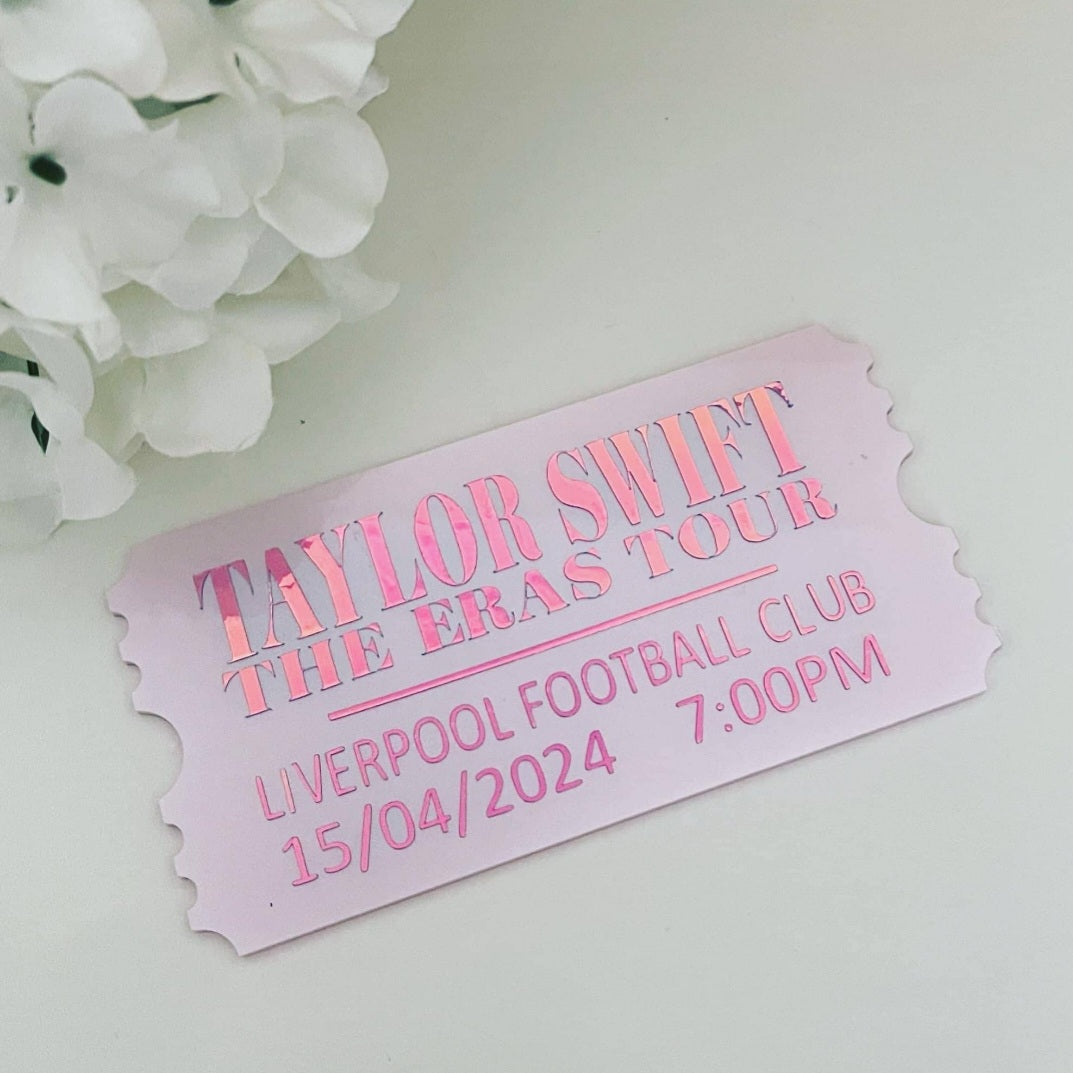 TAYLOR SWIFT
THE ERAS TOUR
LIVERPOOL FOOTBALL CLUB
15/04/2024 7:00PM